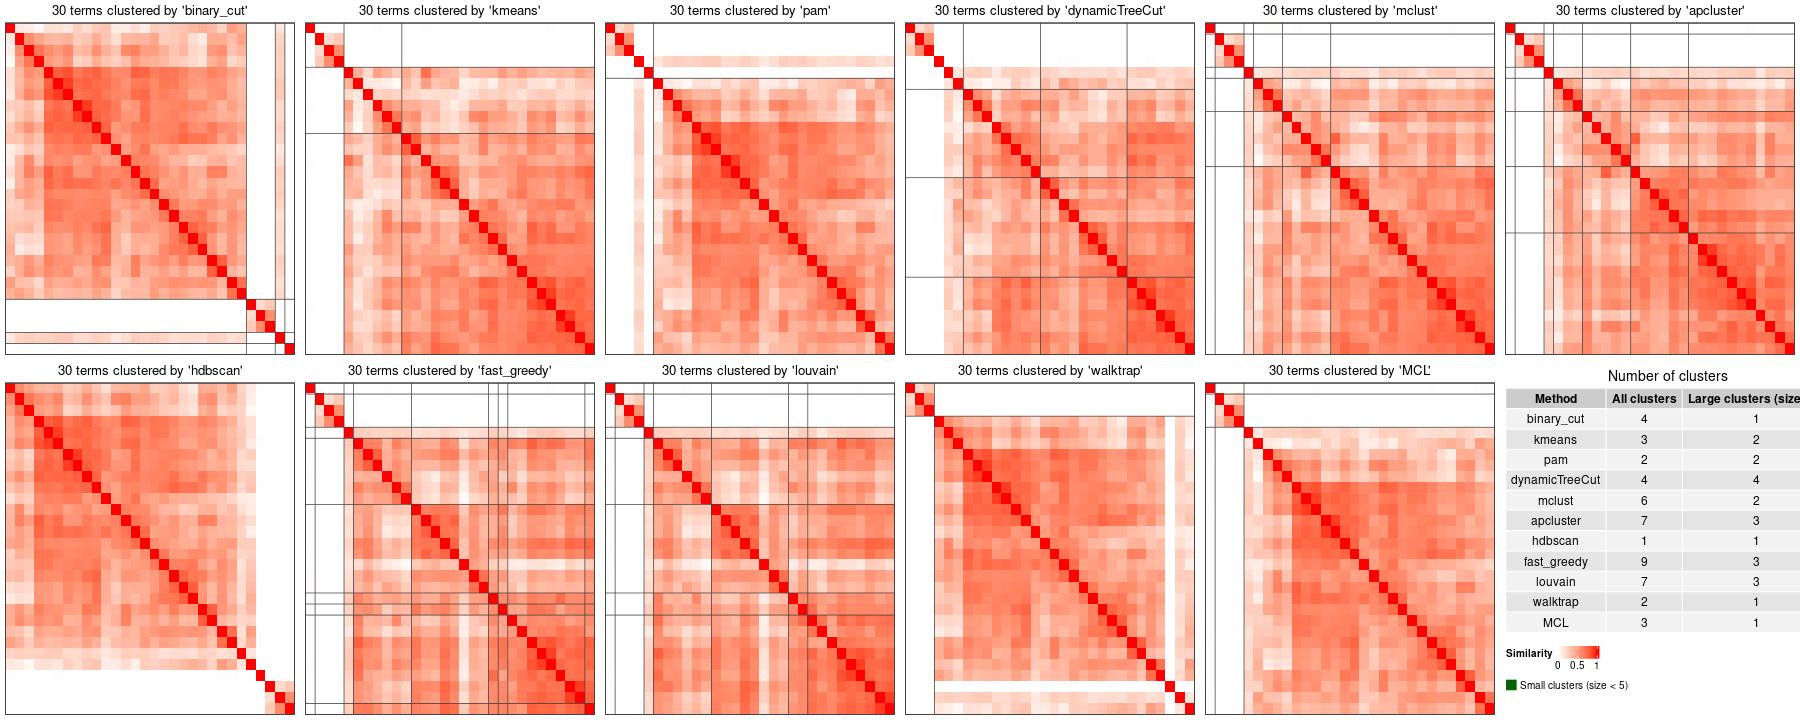 30 terms clustered by 'binary_cut'
30 terms clustered by 'kmeans'
30 terms clustered by 'pam'
30 terms clustered by 'dynamicTreeCut'
30 terms clustered by 'mclust'
30 terms clustered by 'apcluster'
30 terms clustered by 'hdbscan'
30 terms clustered by 'fast_greedy'
30 terms clustered by 'louvain'
30 terms clustered by 'walktrap'
30 terms clustered by 'MCL'
Number of clusters
Method All clusters Large clusters (size
binary_cut 4 1
kmeans 3 2
pam 2 2
dynamicTreeCut 4 4
mclust 6 2
apcluster 7 3
hdbscan 1 1
fast_greedy 9 3
louvain 7 3
walktrap 2 1
MCL 3 1
Similarity
0 0.5 1
Small clusters (size < 5)